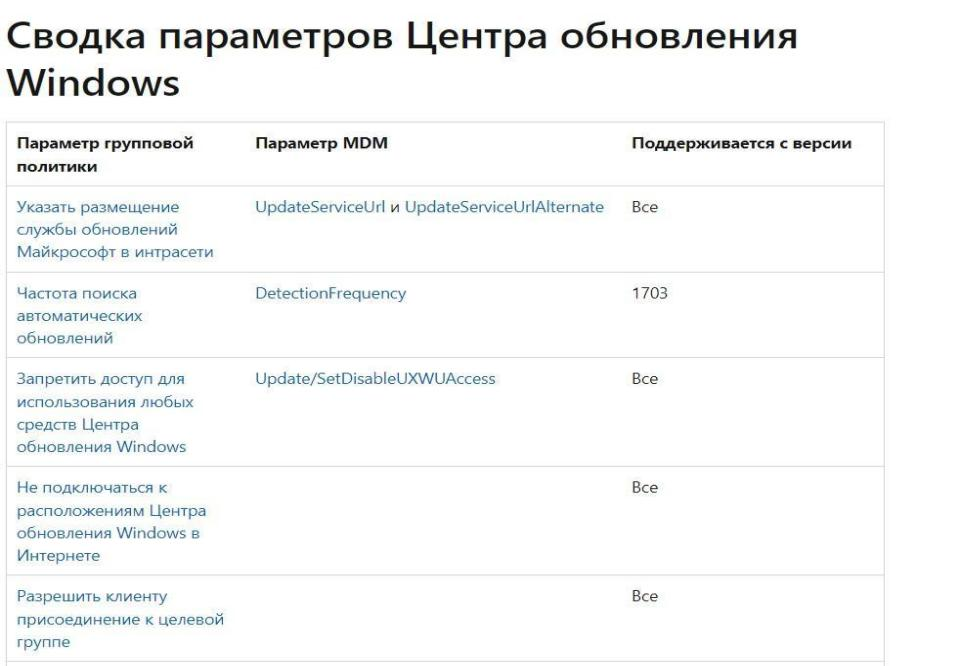 Сводка параметров Центра обновления
Windows
Параметр групповой
политики
Параметр MDM
Поддерживается с версии
Указать размещение
службы обновлений
Майкрософт в интрасети
UpdateServiceUrl и UpdateServiceUrlAlternate
Все
Частота поиска
автоматических
обновлений
DetectionFrequency
1703
Запретить доступ для
использования любых
средств Центра
обновления Windows
Update/SetDisableUXWUAccess
Все
Не подключаться к
расположениям Центра
обновления Windows в
Интернете
Все
Разрешить клиенту
присоединение к целевой
группе
Все